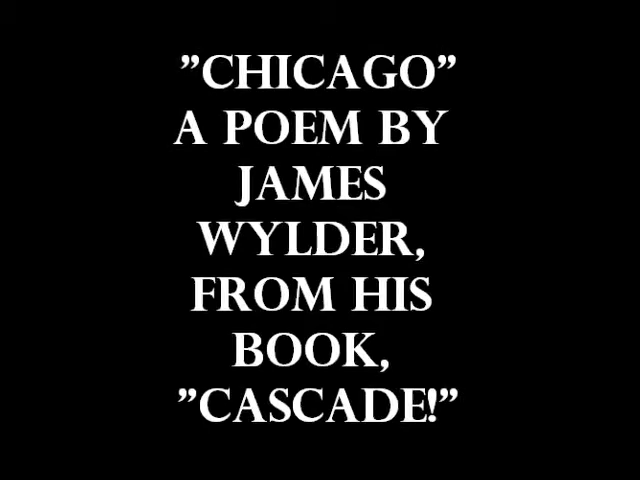 ”CHICAGO”
A POEM BY
JAMES
WYLDER,
FROM HIS
BOOK,
”CASCADE!”